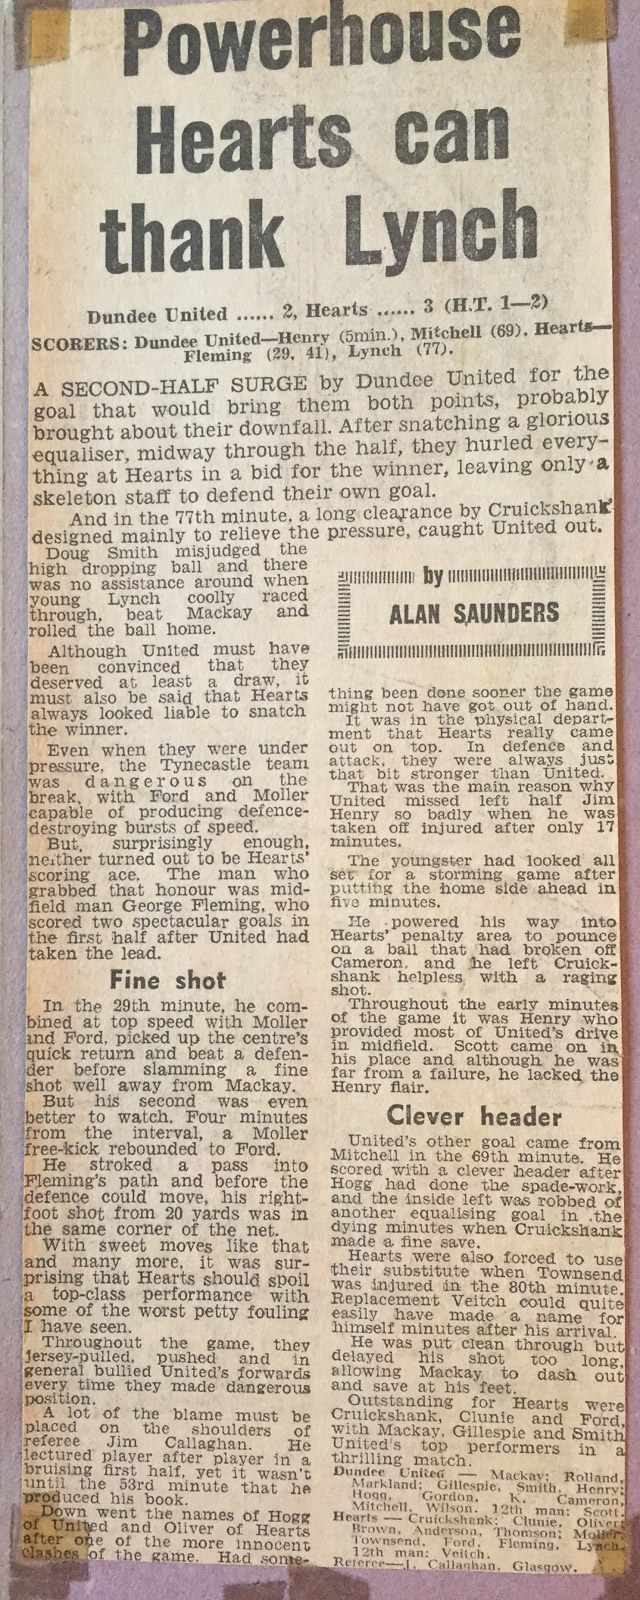 Powerhouse
Hearts can
thank Lynch
Dundee United ...... 2, Hearts ...... 3 (H.T. 1—2)
SCORERS: Dundee United—Henry (5min.), Mitchell (69). Hearts—
Fleming (29, 41), Lynch (77).
A SECOND-HALF SURGE by Dundee United for the
goal that would bring them both points, probably
brought about their downfall. After snatching a glorious
equaliser, midway through the half, they hurled every-
thing at Hearts in a bid for the winner, leaving only a
skeleton staff to defend their own goal.
And in the 77th minute, a long clearance by Cruickshank
designed mainly to relieve the pressure, caught United out.
Doug Smith misjudged the
high dropping ball and there
was no assistance around when
young Lynch coolly raced
through, beat Mackay and
rolled the ball home.
Although United must have
been convinced that they
deserved at least a draw, it
must also be said that Hearts
always looked liable to snatch
the winner.
Even when they were under
pressure, the Tynecastle team
was dangerous on the
break, with Ford and Moller
capable of producing defence-
destroying bursts of speed.
But, surprisingly enough,
neither turned out to be Hearts'
scoring ace. The man who
grabbed that honour was mid-
field man George Fleming, who
scored two spectacular goals in
the first half after United had
taken the lead.
Fine shot
In the 29th minute, he com-
bined at top speed with Moller
and Ford, picked up the centre's
quick return and beat a defen-
der before slamming a fine
shot well away from Mackay.
But his second was even
better to watch. Four minutes
from the interval, a Moller
free-kick rebounded to Ford.
He stroked a pass into
Fleming's path and before the
defence could move, his right-
foot shot from 20 yards was in
the same corner of the net.
With sweet moves like that
and many more, it was sur-
prising that Hearts should spoil
a top-class performance with
some of the worst petty fouling
I have seen.
Throughout the game, they
jersey-pulled, pushed and in
general bullied United's forwards
every time they made dangerous
position.
A lot of the blame must be
placed on the shoulders of
referee Jim Callaghan. He
lectured player after player in a
bruising first half, yet it wasn't
until the 53rd minute that he
produced his book.
Down went the names of Hogg
of United and Oliver of Hearts
after one of the more innocent
clashes of the game. Had some-
by
ALAN SAUNDERS
thing been done sooner the game
might not have got out of hand.
It was in the physical depart-
ment that Hearts really came
out on top. In defence and
attack, they were always just
that bit stronger than United.
That was the main reason why
United missed left half Jim
Henry so badly when he was
taken off injured after only 17
minutes.
The youngster had looked all
set for a storming game after
putting the home side ahead in
five minutes.
He powered his way into
Hearts' penalty area to pounce
on a ball that had broken off
Cameron, and he left Cruick-
shank helpless with a raging
shot.
Throughout the early minutes
of the game it was Henry who
provided most of United's drive
in midfield. Scott came on in
his place and although he was
far from a failure, he lacked the
Henry flair.
Clever header
United's other goal came from
Mitchell in the 69th minute. He
scored with a clever header after
Hogg had done the spade-work,
and the inside left was robbed of
another equalising goal in the
dying minutes when Cruickshank
made a fine save.
Hearts were also forced to use
their substitute when Townsend
was injured in the 80th minute.
Replacement Veitch could quite
easily have made a name for
himself minutes after his arrival.
He was put clean through but
delayed his shot too long,
allowing Mackay to dash out
and save at his feet.
Outstanding for Hearts were
Cruickshank, Clunie and Ford,
with Mackay, Gillespie and Smith
United's top performers in a
thrilling match.
Dundee United — Mackay; Rolland,
Markland; Gillespie, Smith, Henry;
Hogg, Gordon, K. Cameron,
Mitchell, Wilson. 12th man: Scott.
Hearts — Cruickshank; Clunie, Oliver;
Brown, Anderson, Thomson; Moller,
Townsend, Ford, Fleming, Lynch.
12th man: Veitch.
Referee—J. Callaghan, Glasgow.